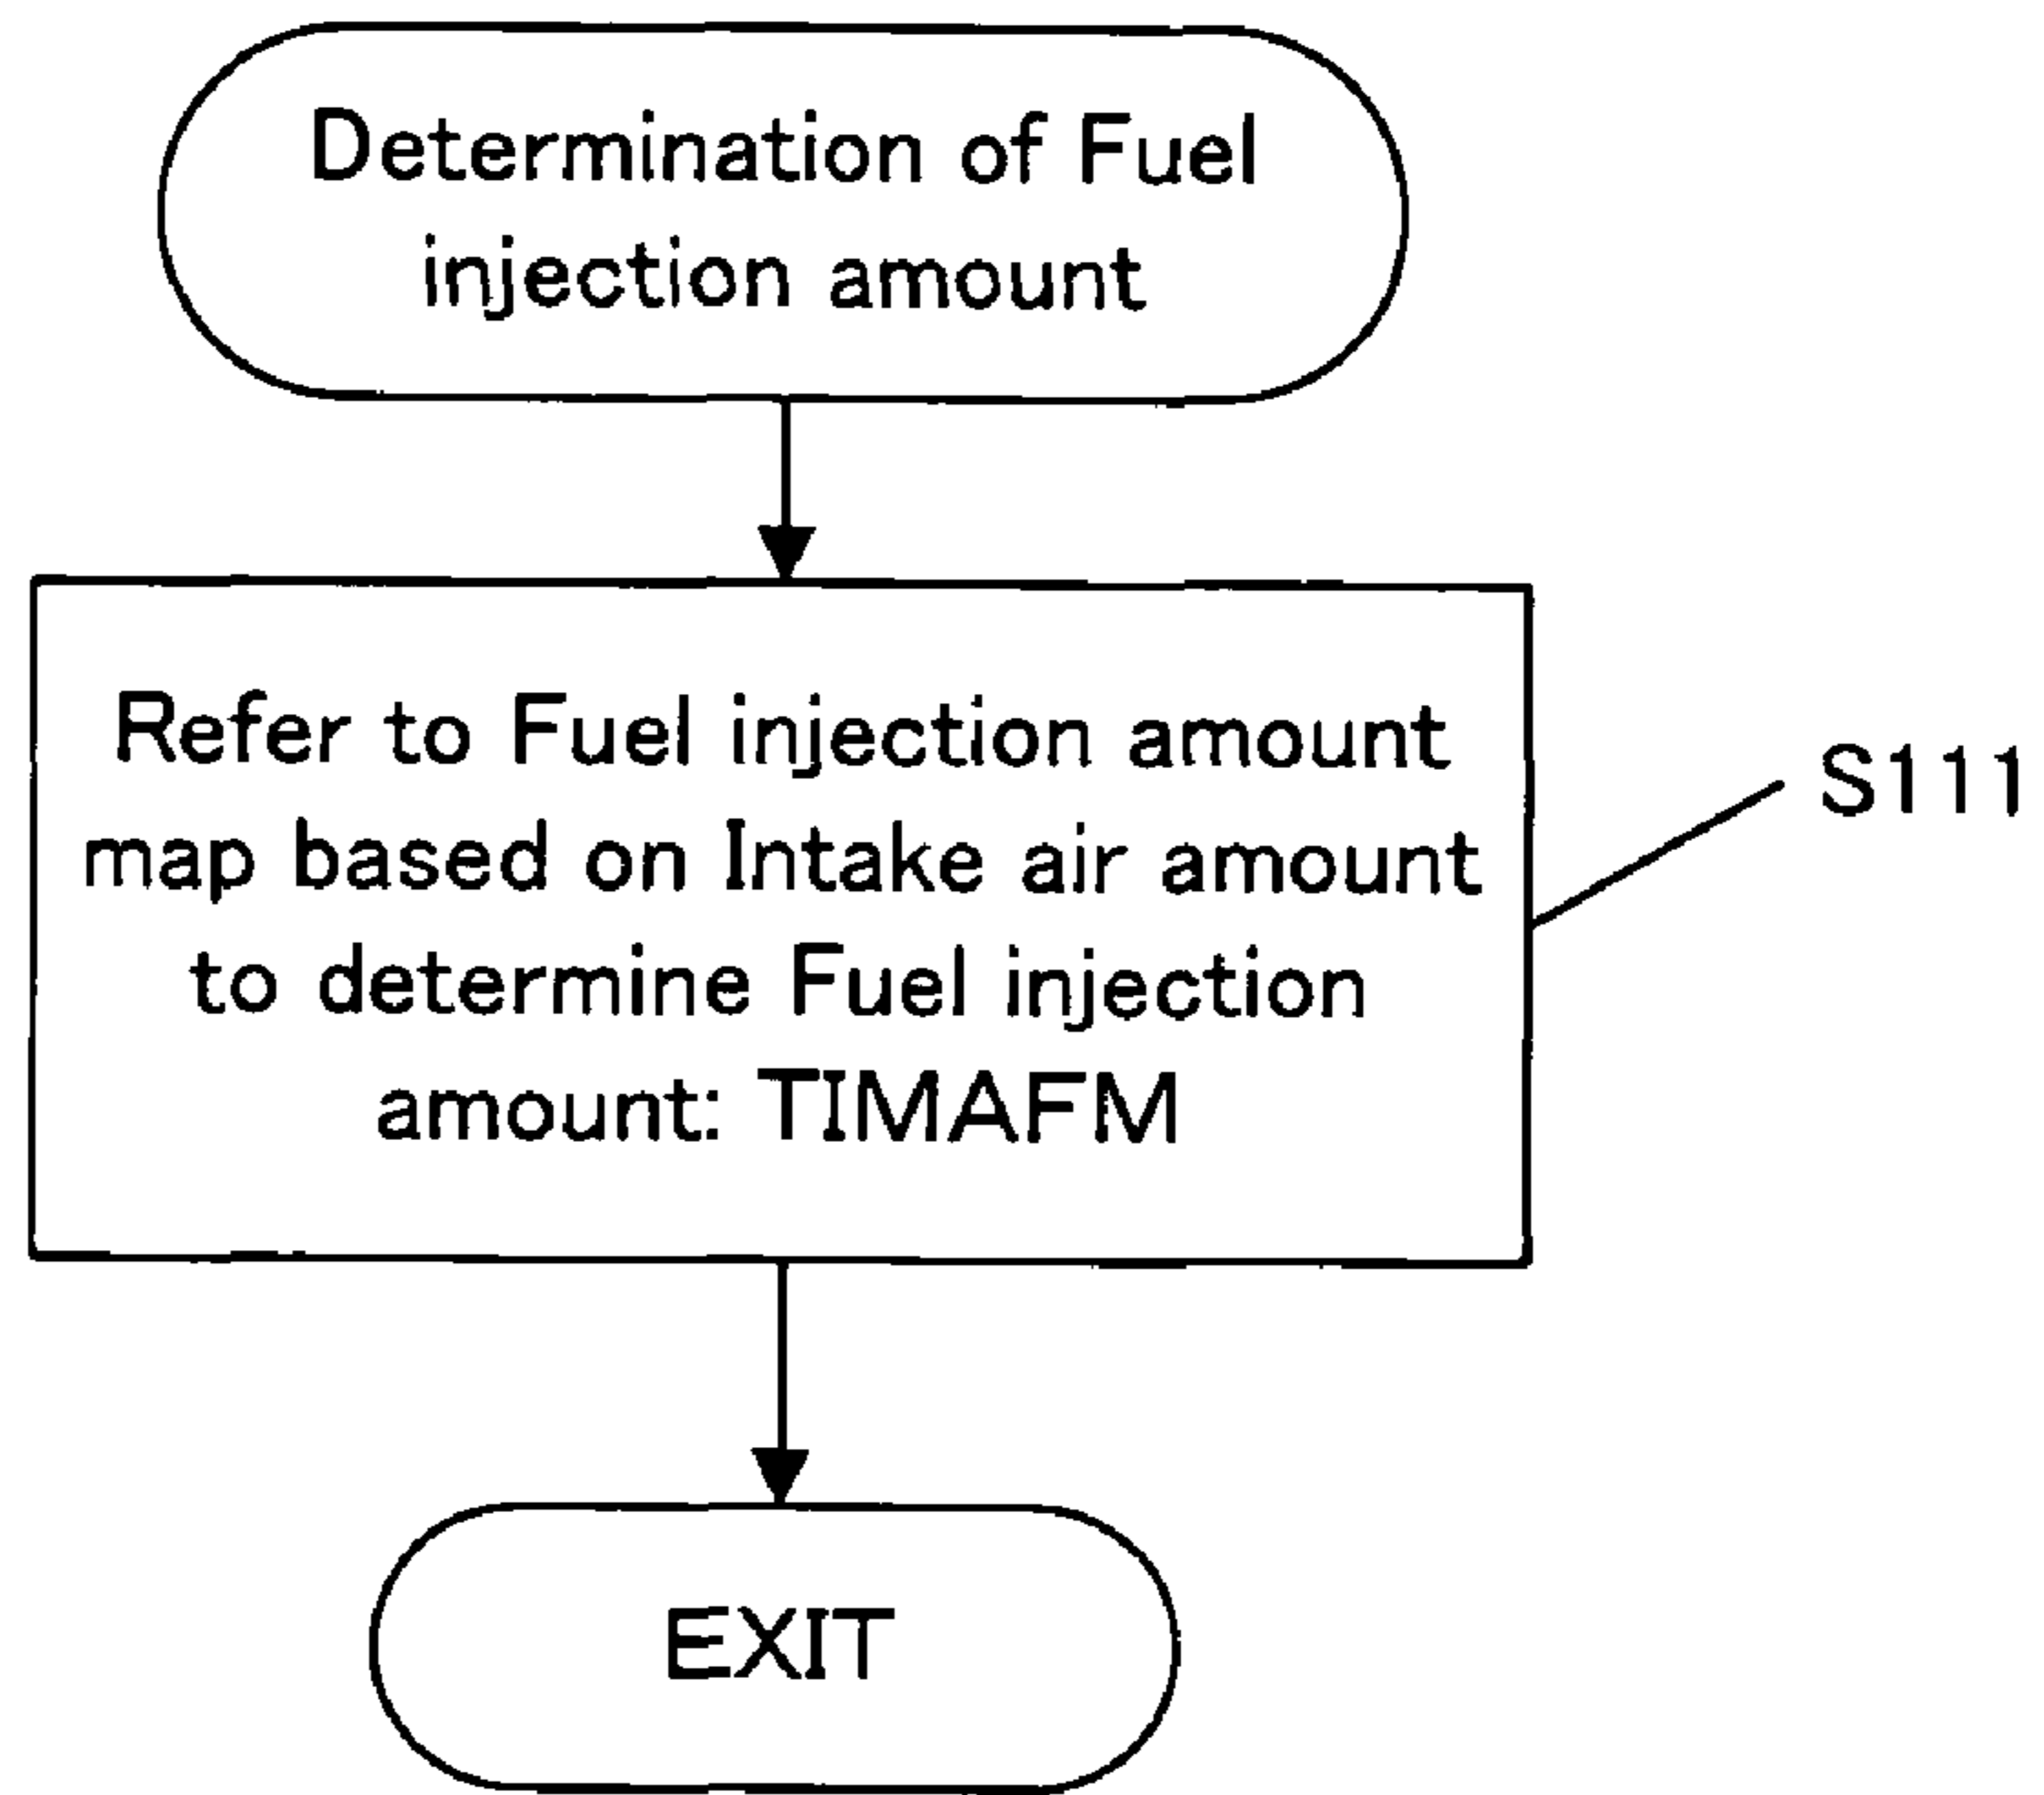 Determination of Fuel
injection amount
Refer to Fuel injection amount
map based on Intake air amount
to determine Fuel injection
amount: TIMAFM
S111
EXIT